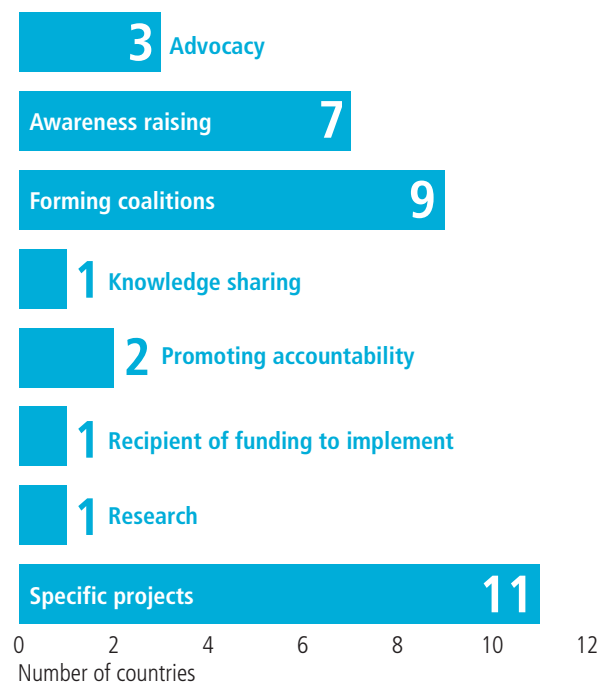 3 Advocacy
Awareness raising 7
Forming coalitions 9
1 Knowledge sharing
2 Promoting accountability
1 Recipient of funding to implement
1 Research
Specific projects 11
0 2 4 6 8 10 12
Number of countries